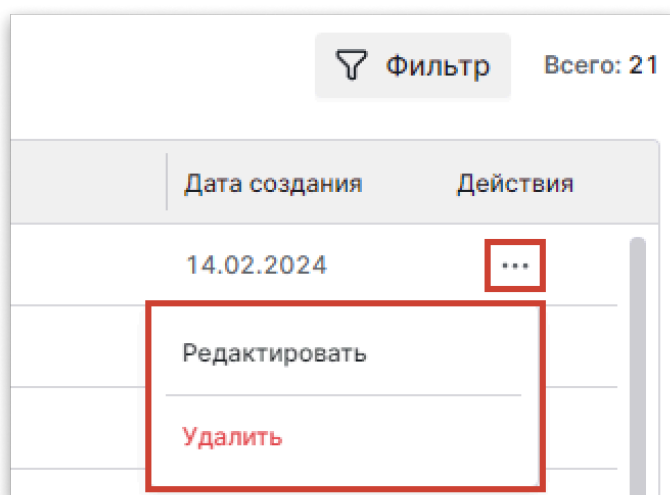 Фильтр Всего: 21
Дата создания Действия
14.02.2024 ...
Редактировать
Удалить